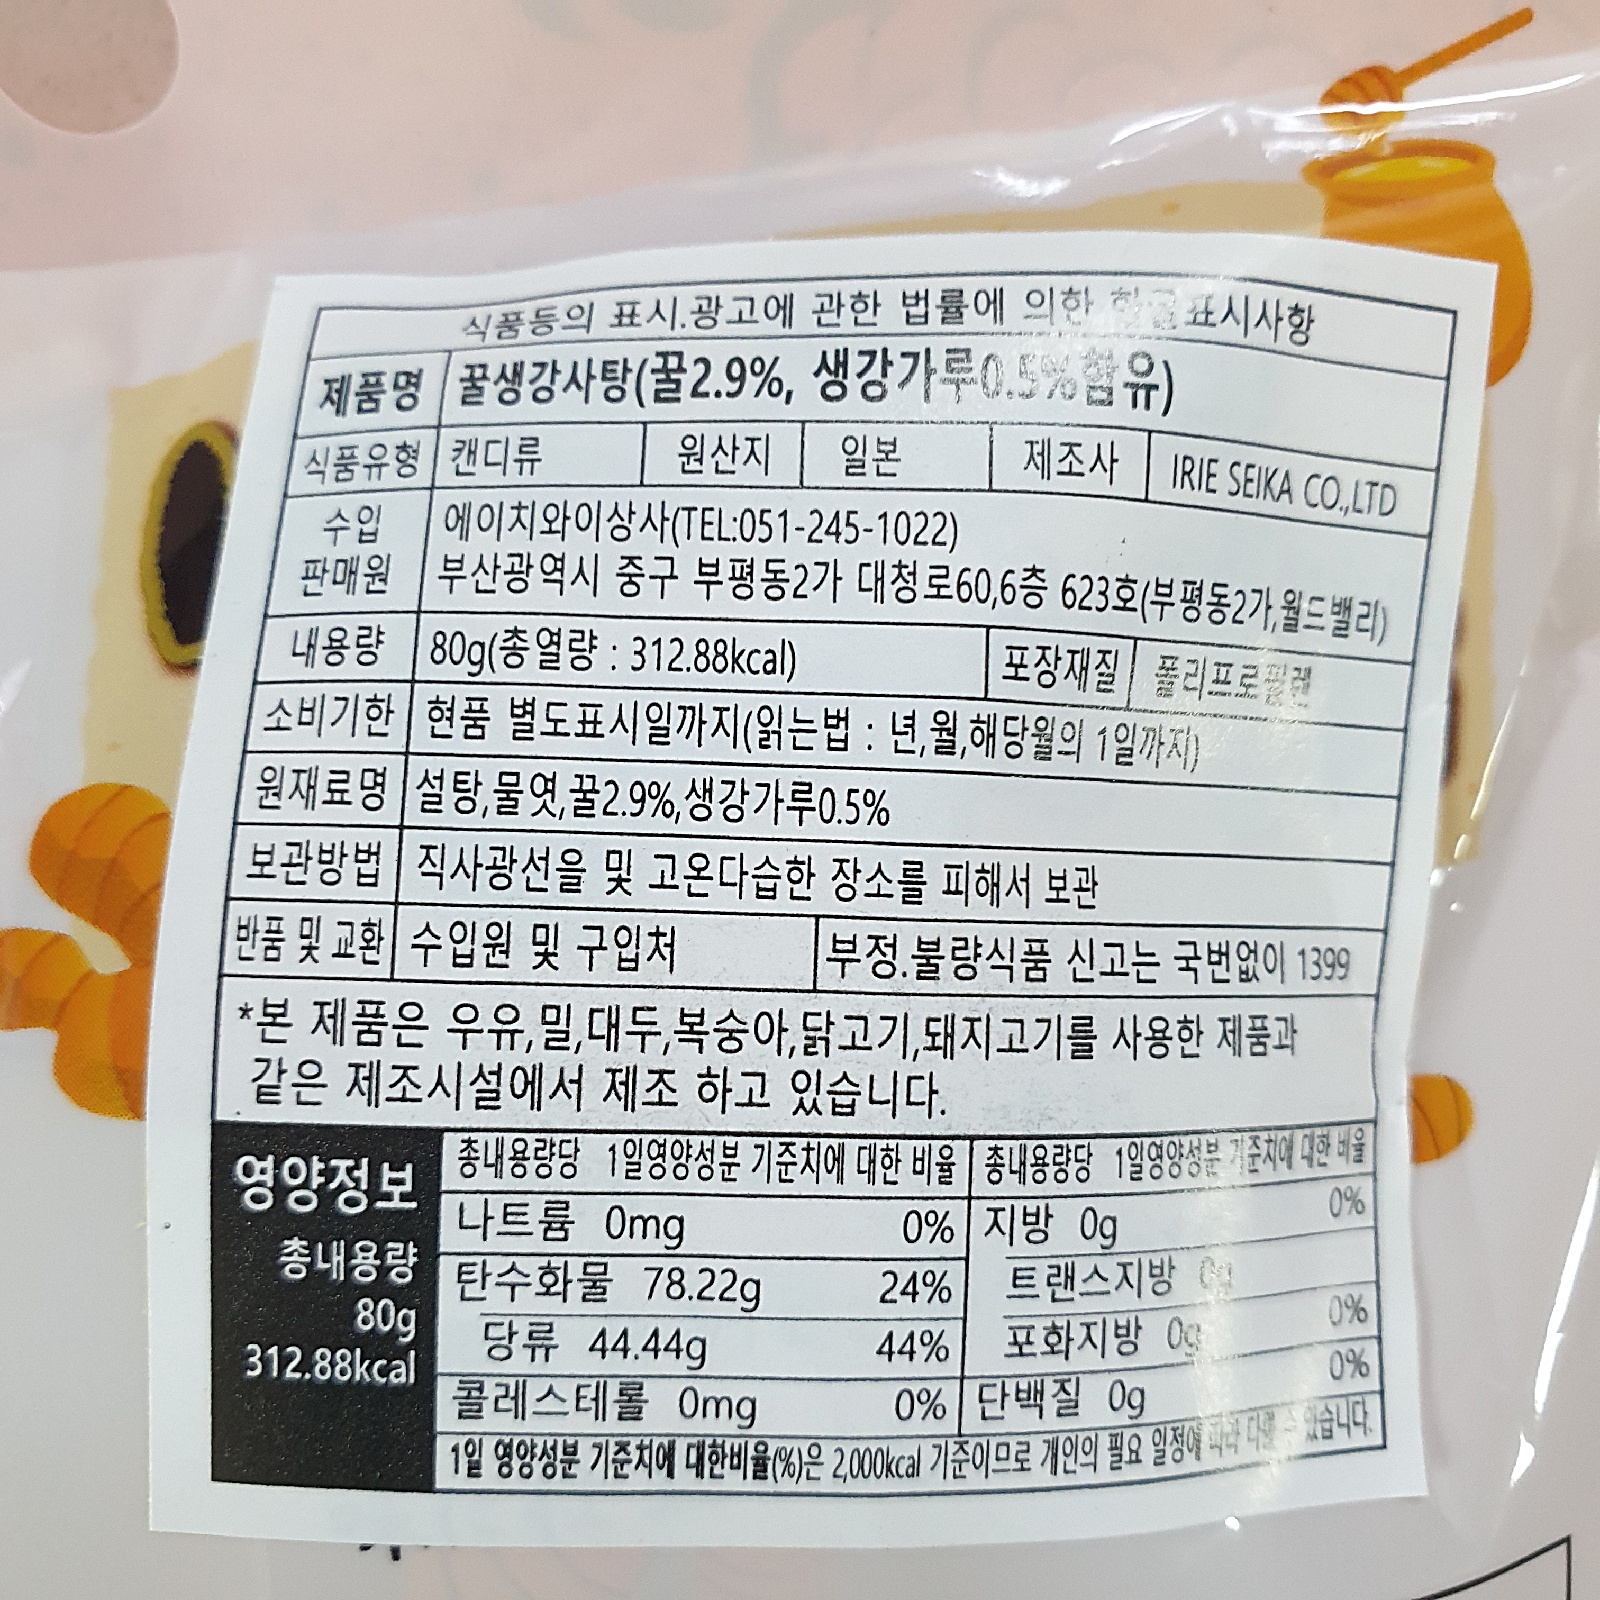 식품등의 표시.광고에 관한 법률에 의한 한글표시사항
제품명 꿀생강사탕(꿀2.9%, 생강가루0.5%함유)
식품유형 캔디류 원산지 일본 제조사 IRIE SEIKA CO.,LTD
수입 에이치와이상사(TEL:051-245-1022)
판매원 부산광역시 중구 부평동2가 대청로60,6층 623호(부평동2가,월드밸리)
내용량 80g(총열량 : 312.88kcal) 포장재질 폴리프로필렌
소비기한 현품 별도표시일까지(읽는법 : 년,월,해당월의 1일까지)
원재료명 설탕,물엿,꿀2.9%,생강가루0.5%
보관방법 직사광선을 및 고온다습한 장소를 피해서 보관
반품 및 교환 수입원 및 구입처 부정.불량식품 신고는 국번없이 1399
*본 제품은 우유,밀,대두,복숭아,닭고기,돼지고기를 사용한 제품과
같은 제조시설에서 제조 하고 있습니다.
영양정보
총내용량
80g
312.88kcal
총내용량당 1일영양성분 기준치에 대한 비율 총내용량당 1일영양성분 기준치에 대한 비율
나트륨 0mg 0% 지방 0g 0%
탄수화물 78.22g 24% 트랜스지방 0g
당류 44.44g 44% 포화지방 0g 0%
콜레스테롤 0mg 0% 단백질 0g 0%
1일 영양성분 기준치에 대한비율(%)은 2,000kcal 기준이므로 개인의 필요 일정에 따라 다를 수 있습니다.